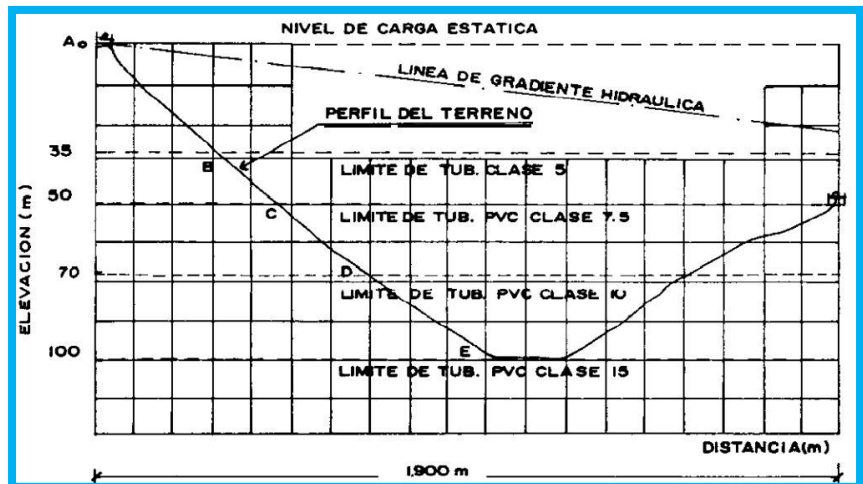 NIVEL DE CARGA ESTATICA
A
LINEA DE GRADIENTE HIDRAULICA
PERFIL DEL TERRENO
35
B
LIMITE DE TUB. CLASE 5
50
C
LIMITE DE TUB. PVC CLASE 7.5
ELEVACION (m)
70
D
LIMITE DE TUB. PVC CLASE 10
100
E
LIMITE DE TUB. PVC CLASE 15
DISTANCIA(m)
1,900 m